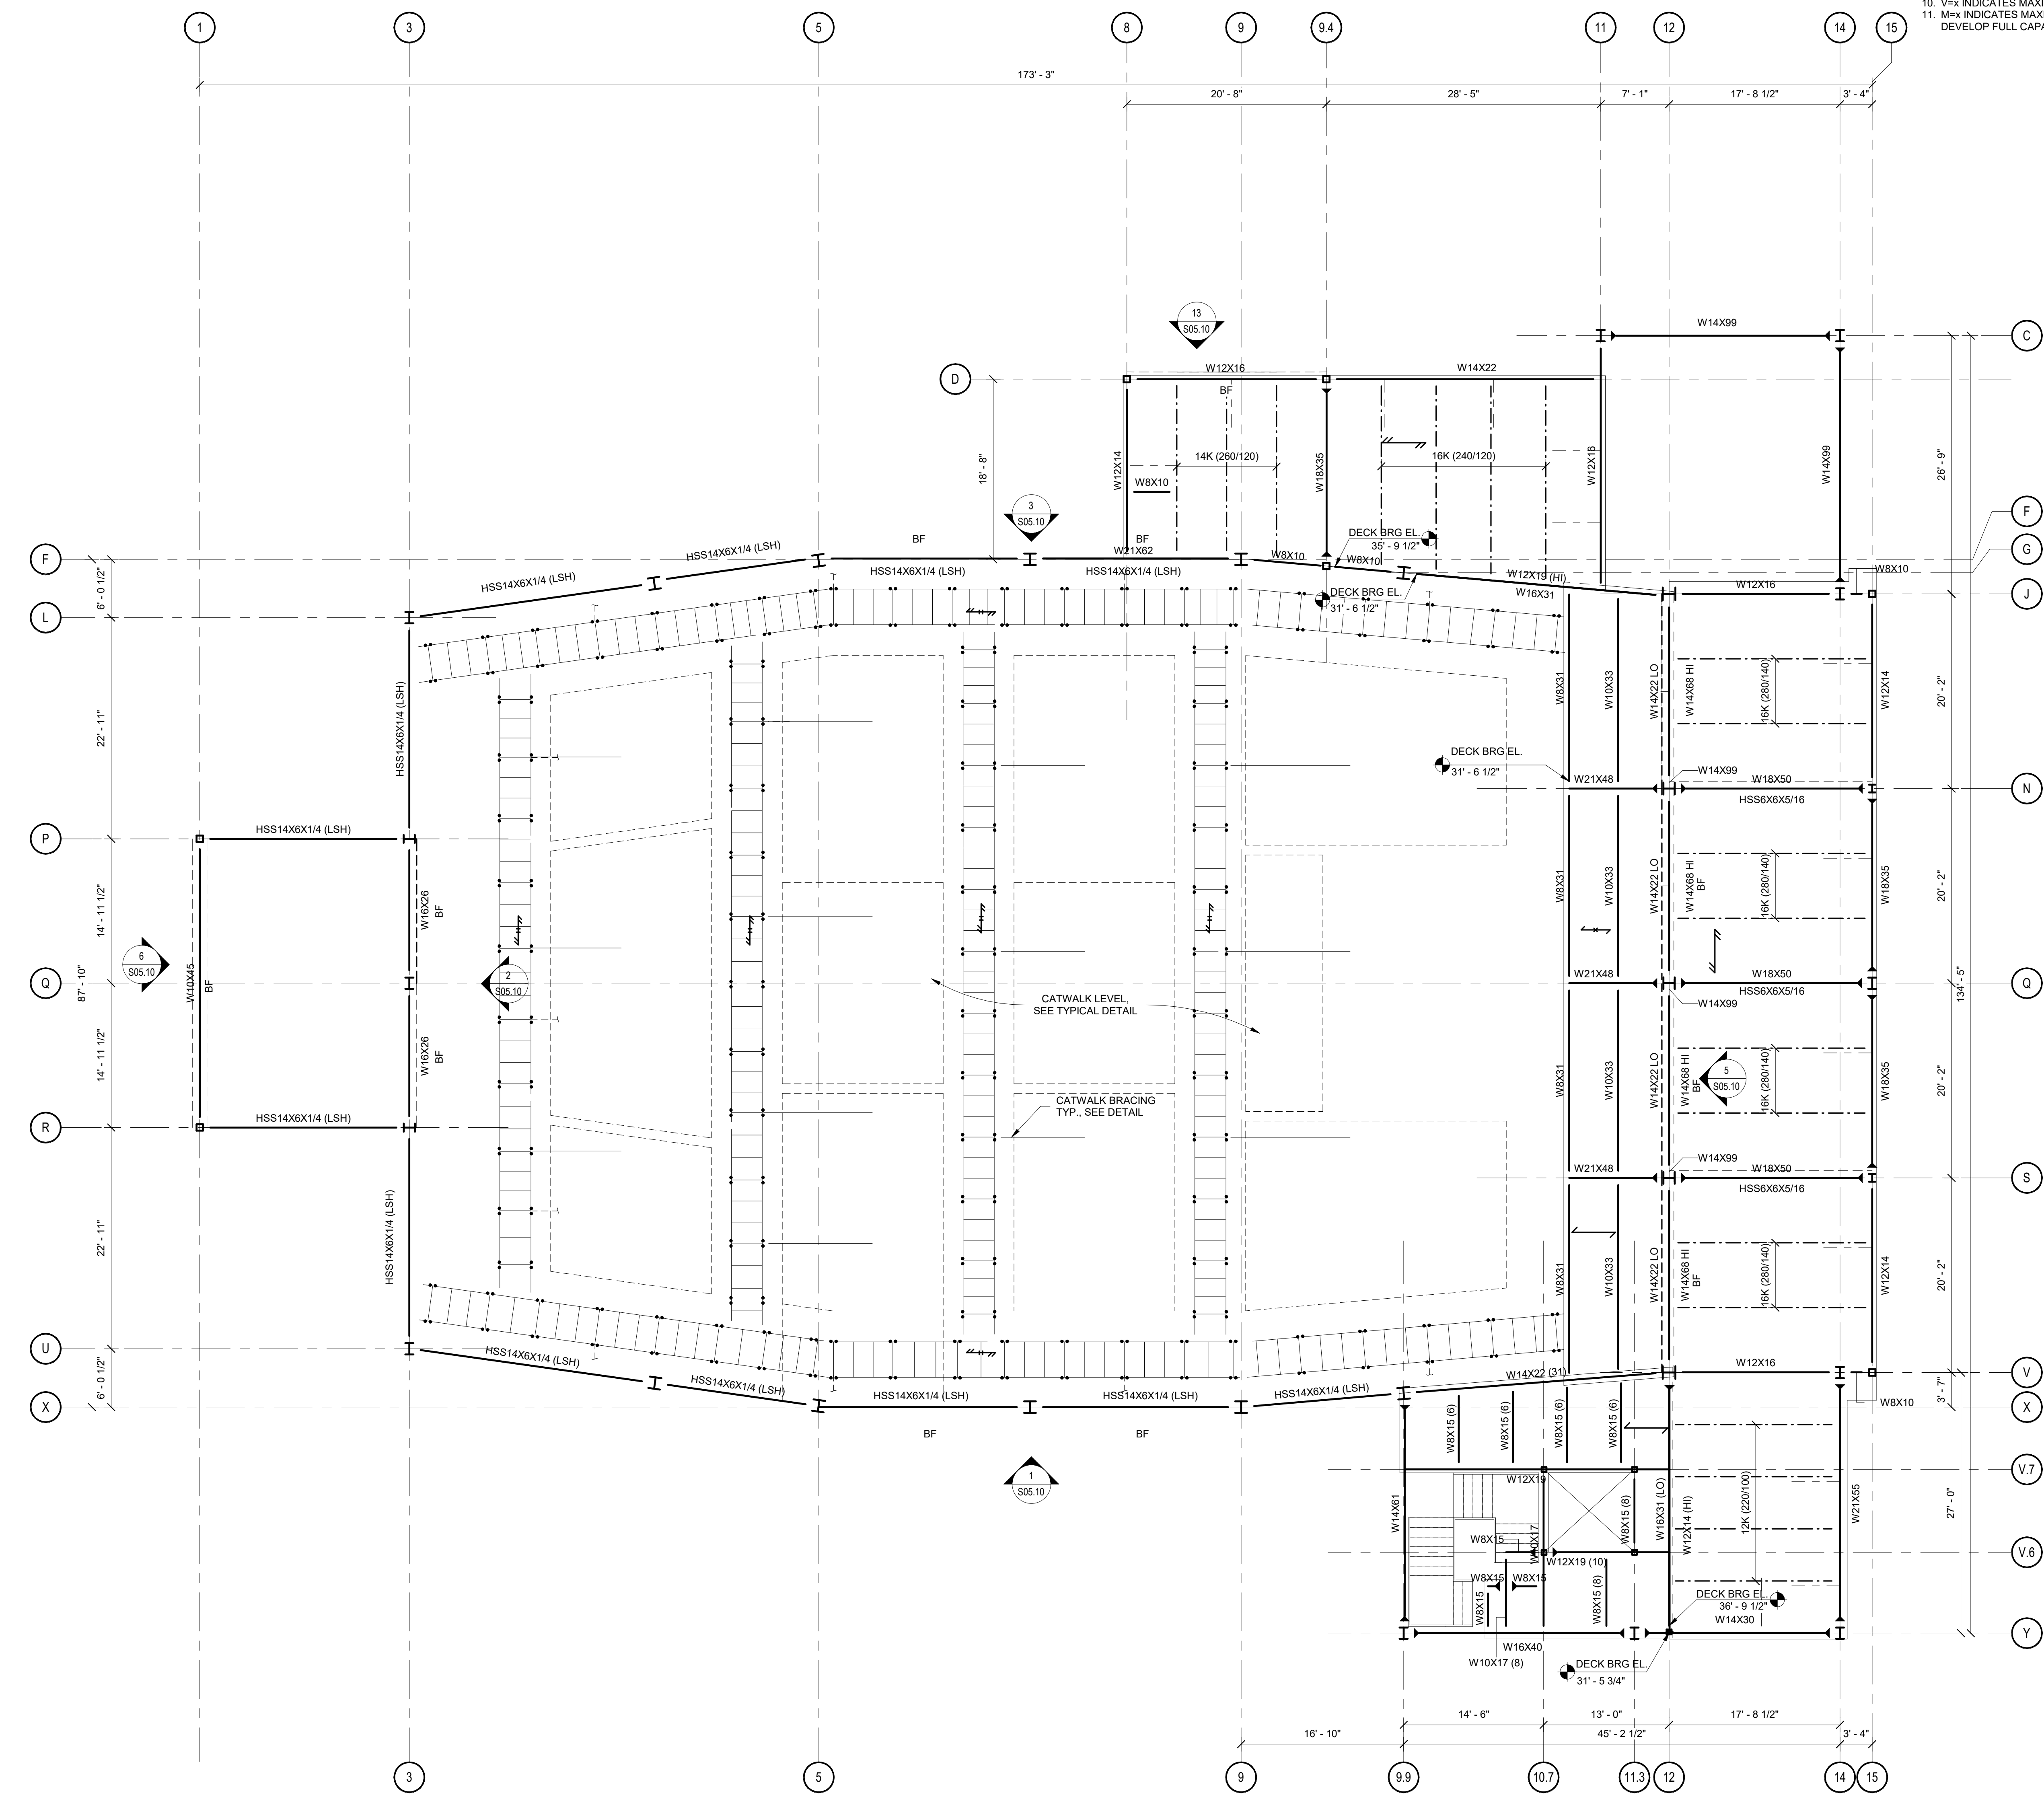 10. V=x INDICATES MAXI
11. M=x INDICATES MAXI
DEVELOP FULL CAPA
1
3
5
8
9
9.4
11
12
14
15
173' - 3"
20' - 8"
28' - 5"
7' - 1"
17' - 8 1/2"
3' - 4"
13
S05.10
W14X99
C
D
W12X16
BF
W14X22
18' - 8"
W12X14
14K (260/120)
W8X10
W18X35
16K (240/120)
W12X16
W14X99
26' - 9"
3
S05.10
F
G
DECK BRG EL.
35' - 9 1/2"
F
HSS14X6X1/4 (LSH)
HSS14X6X1/4 (LSH)
BF
BF
W21X62
HSS14X6X1/4 (LSH)
HSS14X6X1/4 (LSH)
W8X10
W8X10
W12X19 (HI)
W16X31
W12X16
W8X10
J
DECK BRG EL.
31' - 6 1/2"
6' - 0 1/2"
L
HSS14X6X1/4 (LSH)
22' - 11"
W8X31
W10X33
W14X22 LO
W14X68 HI
16K (280/140)
W12X14
20' - 2"
DECK BRG EL.
31' - 6 1/2"
W14X99
W21X48
W18X50
HSS6X6X5/16
N
P
HSS14X6X1/4 (LSH)
14' - 11 1/2"
W16X26
BF
W8X31
W10X33
W14X22 LO
W14X68 HI
BF
16K (280/140)
W18X35
20' - 2"
6
S05.10
87' - 10"
Q
W10X45
BF
2
S05.10
CATWALK LEVEL,
SEE TYPICAL DETAIL
W21X48
W18X50
HSS6X6X5/16
W14X99
Q
134' - 5"
14' - 11 1/2"
W16X26
BF
CATWALK BRACING
TYP., SEE DETAIL
W8X31
W10X33
W14X22 LO
W14X68 HI
BF
5
S05.10
16K (280/140)
W18X35
20' - 2"
R
HSS14X6X1/4 (LSH)
W14X99
W21X48
W18X50
HSS6X6X5/16
S
22' - 11"
HSS14X6X1/4 (LSH)
W8X31
W10X33
W14X22 LO
W14X68 HI
BF
16K (280/140)
W12X14
20' - 2"
U
HSS14X6X1/4 (LSH)
HSS14X6X1/4 (LSH)
HSS14X6X1/4 (LSH)
HSS14X6X1/4 (LSH)
HSS14X6X1/4 (LSH)
W14X22 (31)
W12X16
V
6' - 0 1/2"
X
BF
BF
W8X10
3' - 7"
X
1
S05.10
W8X15 (6)
W8X15 (6)
W8X15 (6)
W8X15 (6)
V.7
W12X19
W14X61
W8X15
W10X17
W8X15 (8)
W16X31 (LO)
W12X14 (HI)
12K (220/100)
W21X55
27' - 0"
V.6
W12X19 (10)
W8X15
W8X15
W8X15
W8X15 (8)
DECK BRG EL.
36' - 9 1/2"
W14X30
Y
W16X40
W10X17 (8)
DECK BRG EL.
31' - 5 3/4"
14' - 6"
13' - 0"
17' - 8 1/2"
16' - 10"
45' - 2 1/2"
3' - 4"
3
5
9
9.9
10.7
11.3
12
14
15